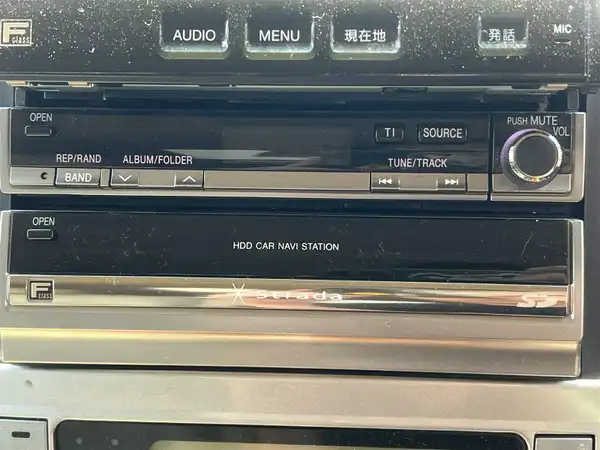 F class
AUDIO MENU 現在地 発話 MIC
OPEN TI SOURCE PUSH MUTE VOL
REP/RAND ALBUM/FOLDER TUNE/TRACK
BAND
OPEN
HDD CAR NAVI STATION
F class Strada SD